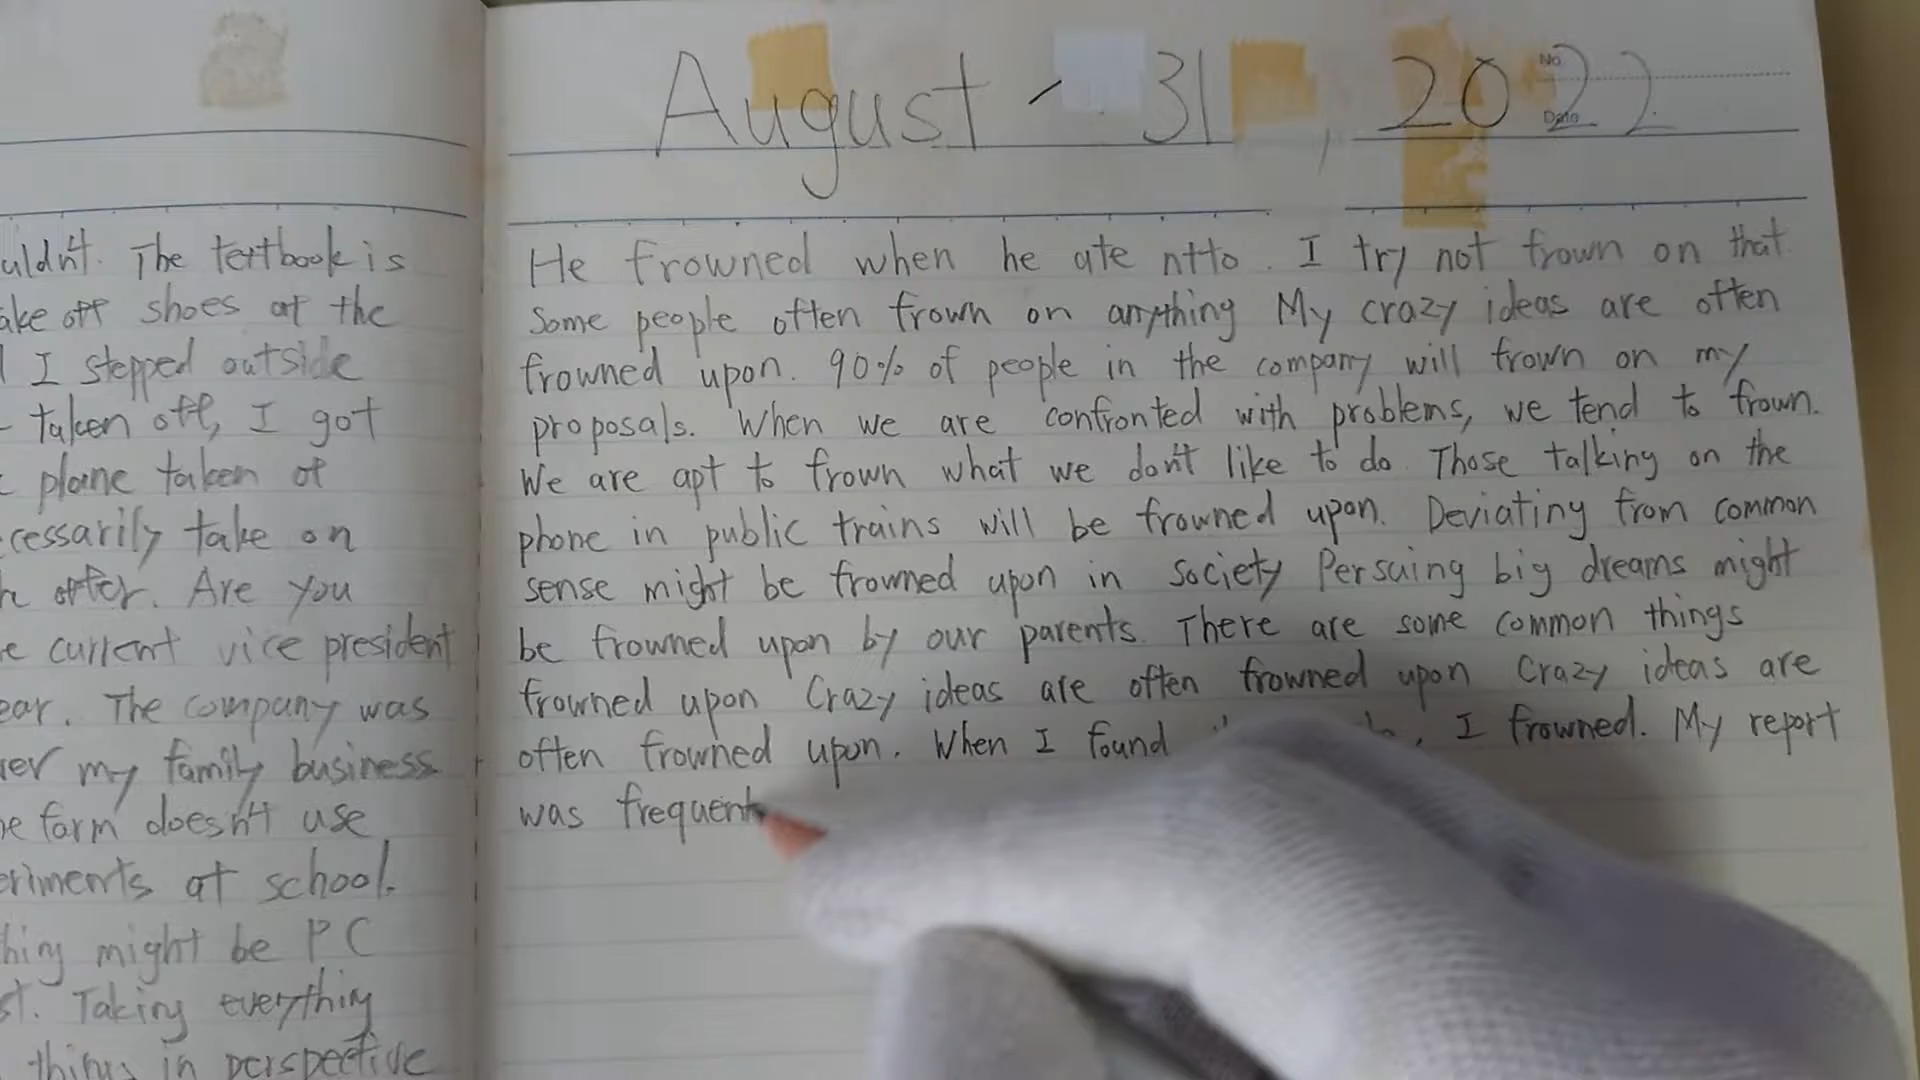 August - 31, 2022
No.
Date
uldn't. The textbook is
ake off shoes at the
I stepped outside
taken off, I got
plane taken of
cessarily take on
offer. Are you
e current vice president
ear. The company was
ver my family business
he farm doesn't use
eriments at school.
hing might be PC
st. Taking everything
things in perspective
He frowned when he ate ntto. I try not frown on that.
Some people often frown on anything My crazy ideas are often
frowned upon. 90% of people in the company will frown on my
proposals. When we are confronted with problems, we tend to frown.
We are apt to frown what we don't like to do. Those talking on the
phone in public trains will be frowned upon. Deviating from common
sense might be frowned upon in society Persuing big dreams might
be frowned upon by our parents. There are some common things
frowned upon Crazy ideas are often frowned upon Crazy ideas are
often frowned upon. When I found I frowned. My report
was frequent